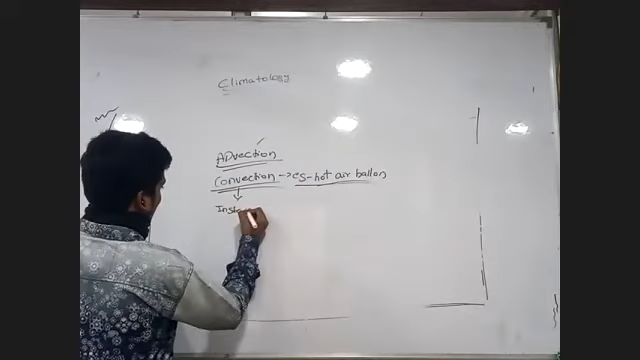 Climatology
ADvection
Convection → es-hot air ballon
Inst